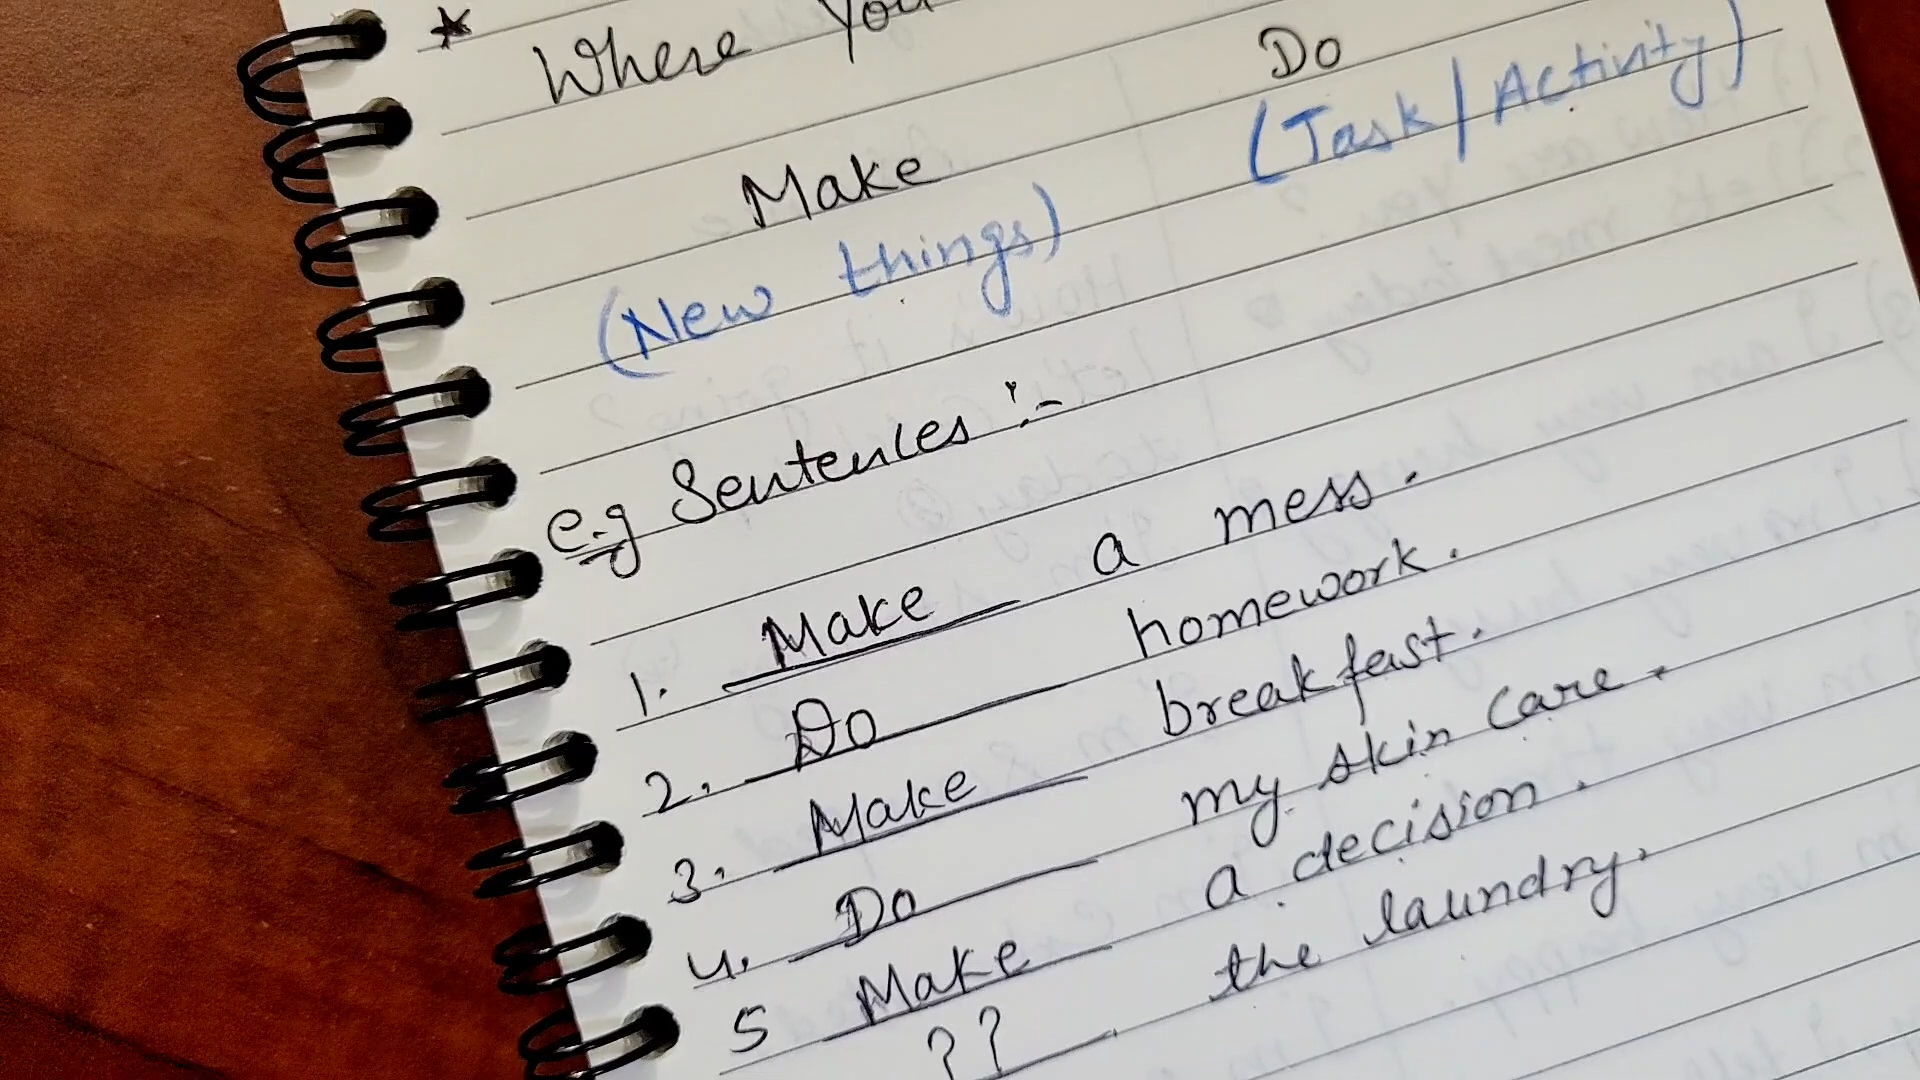 * Where You
Make Do
(New things) (Task/Activity)
e.g Sentences :-
1. Make a mess.
2. Do homework.
3. Make breakfast.
4. Do my skin care.
5 Make a decision.
?? the laundry.